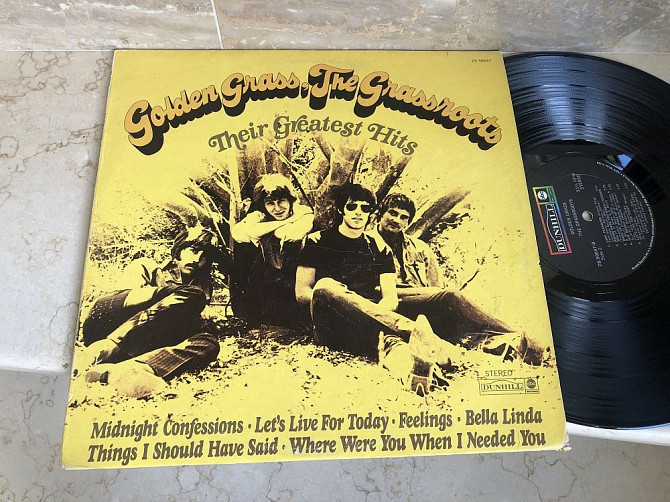 Golden Grass, The Grassroots
Their Greatest Hits
STEREO
DUNHILL
Midnight Confessions · Let's Live For Today · Feelings · Bella Linda
Things I Should Have Said · Where Were You When I Needed You
DUNHILL